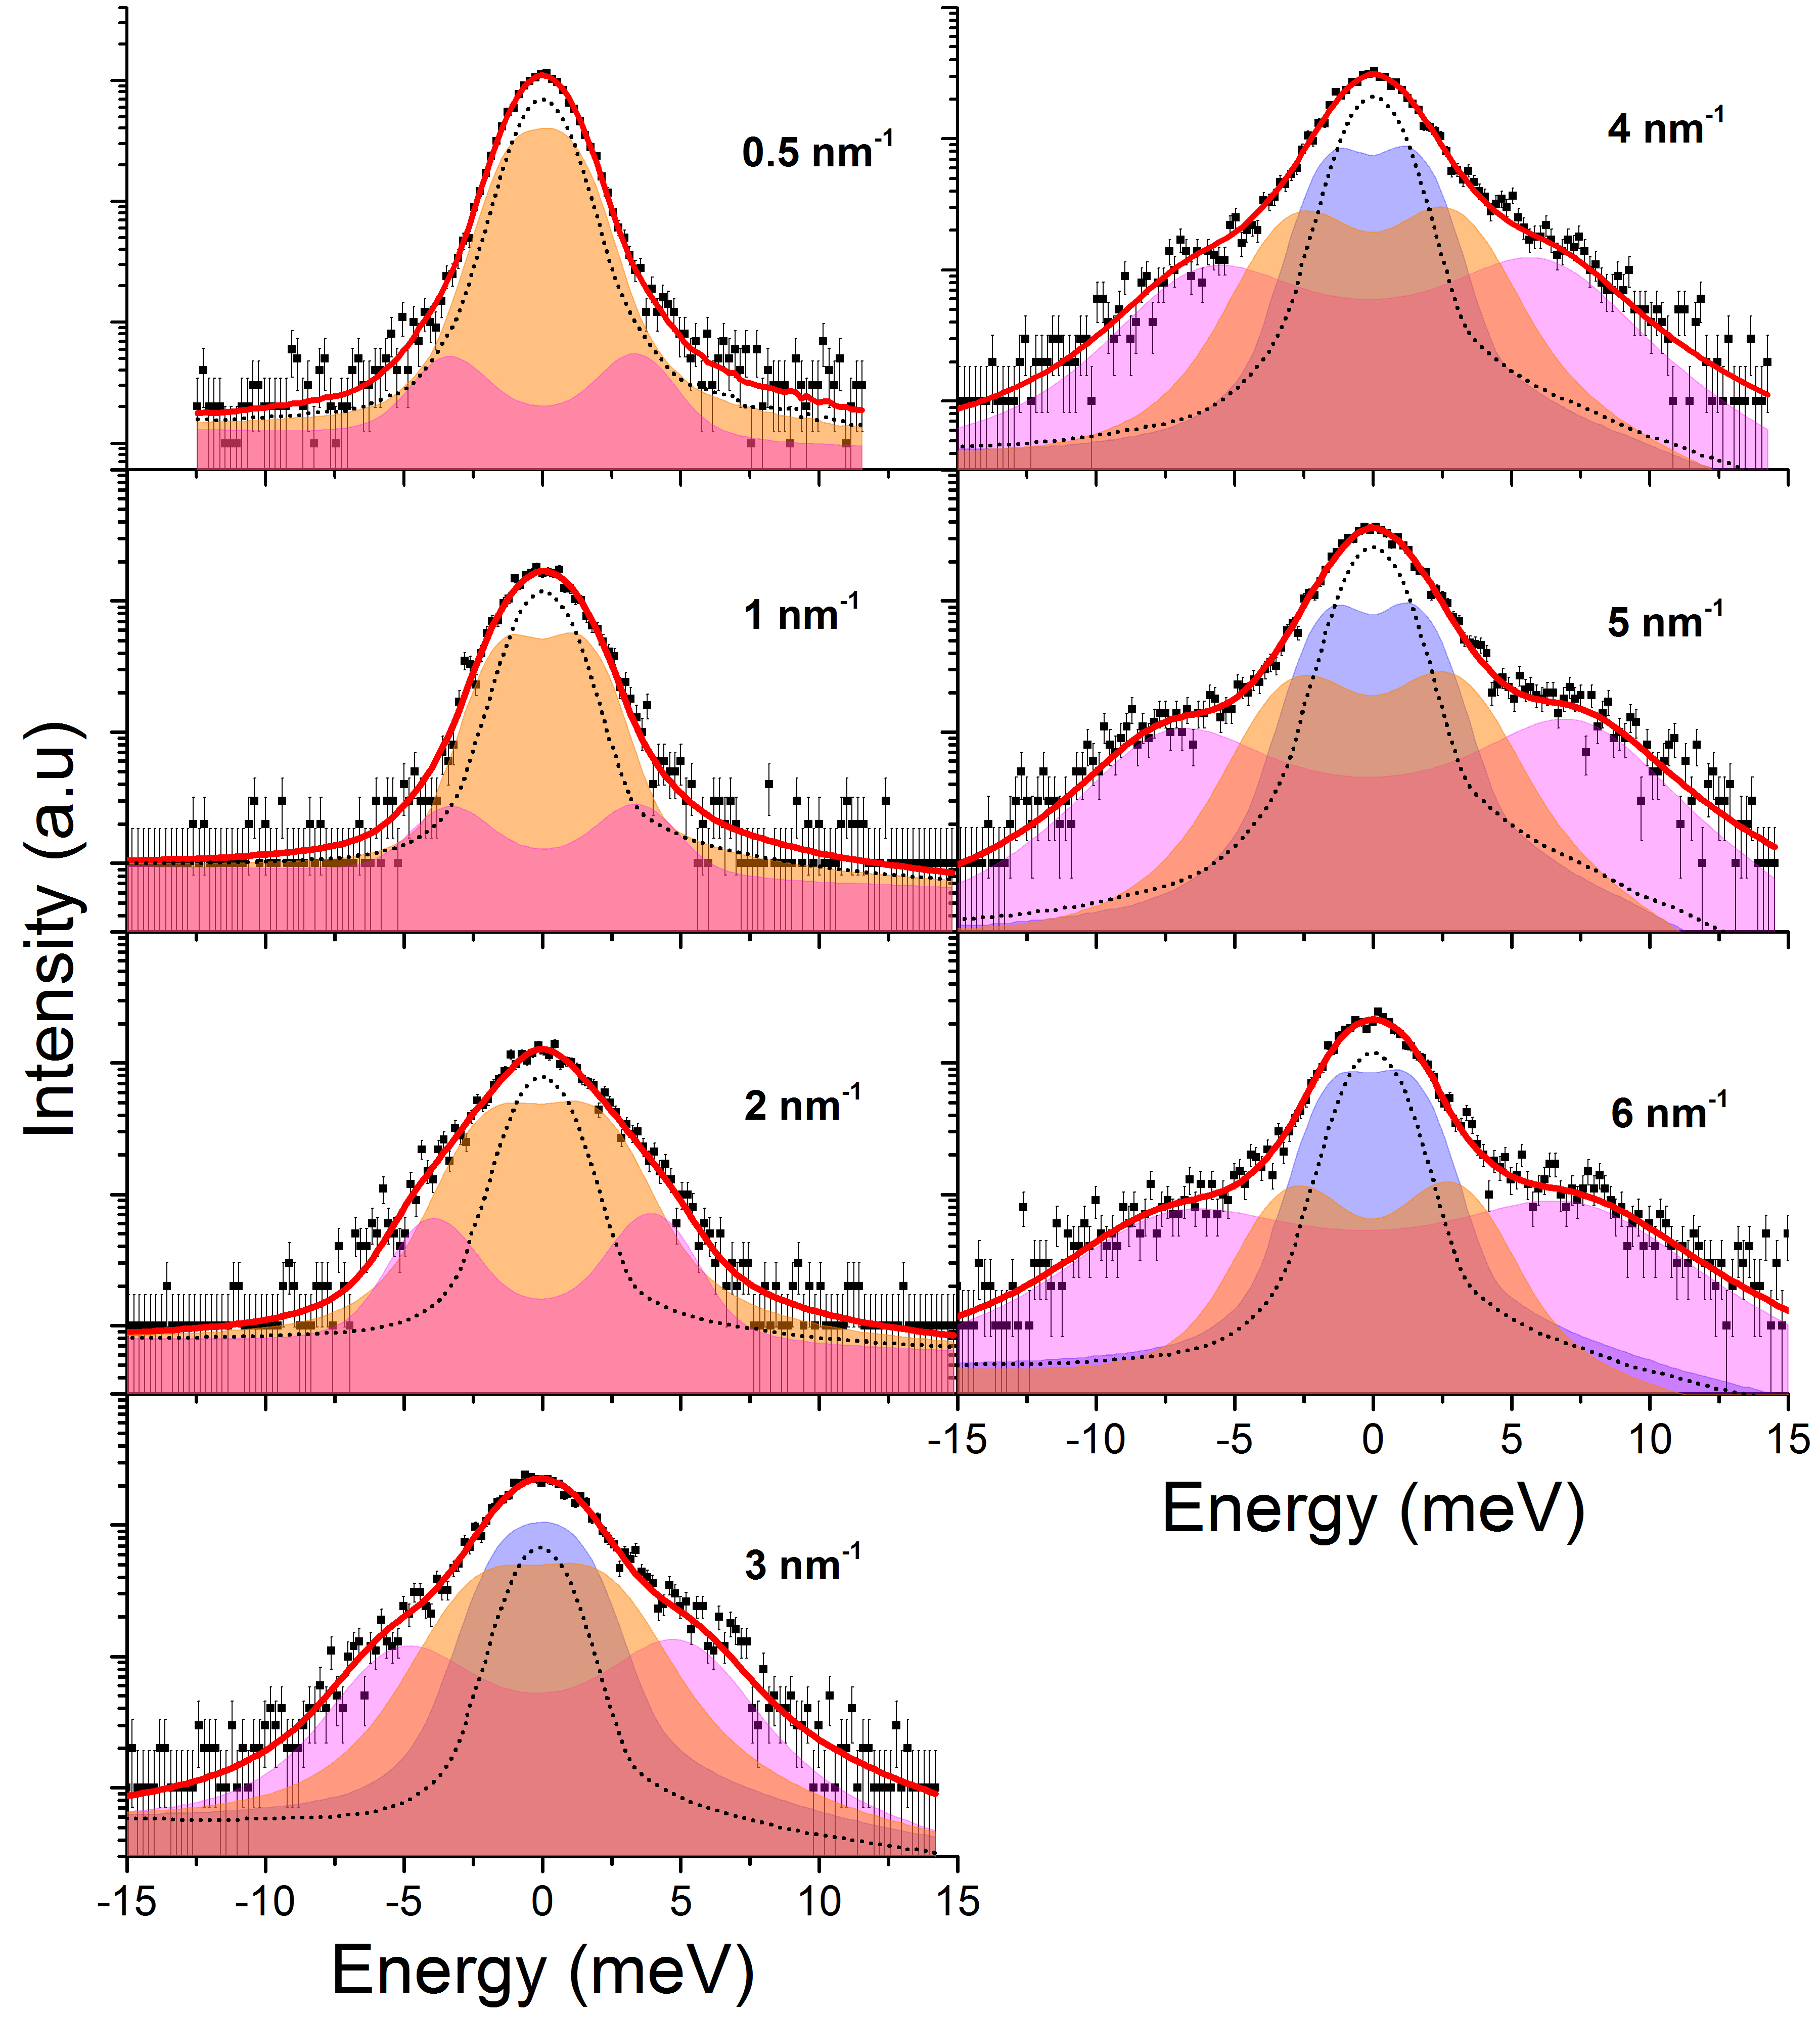 Intensity (a.u)
0.5 nm⁻¹
4 nm⁻¹
1 nm⁻¹
5 nm⁻¹
2 nm⁻¹
6 nm⁻¹
-15 -10 -5 0 5 10 15
Energy (meV)
3 nm⁻¹
-15 -10 -5 0 5 10 15
Energy (meV)